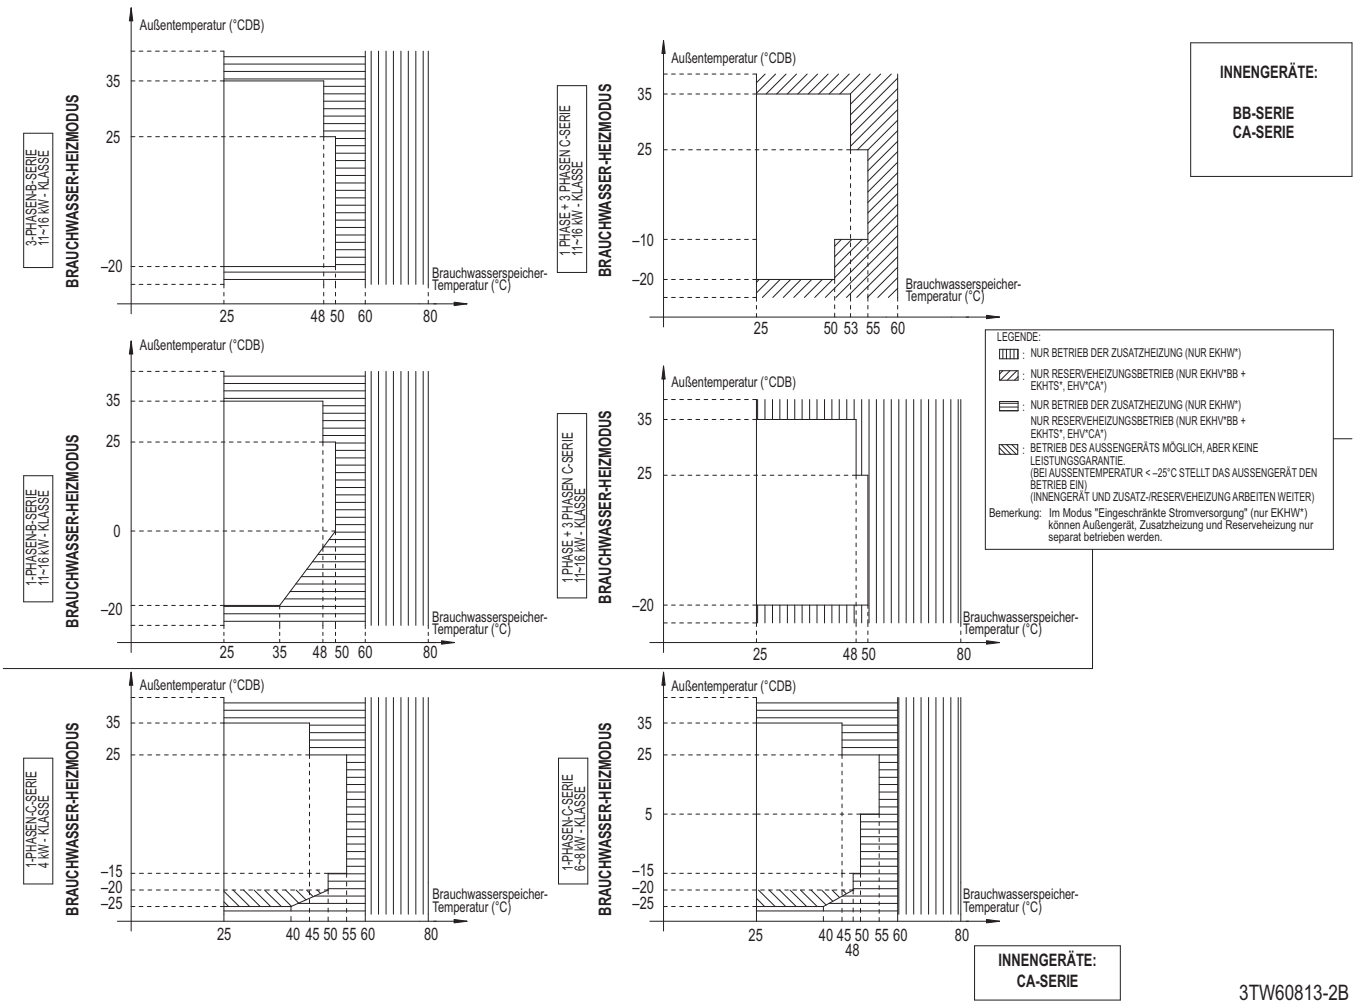 Außentemperatur (°CDB)
35
25
–20
3-PHASEN-B-SERIE
11~16 kW - KLASSE
BRAUCHWASSER-HEIZMODUS
Brauchwasserspeicher-
Temperatur (°C)
25 48 50 60 80
Außentemperatur (°CDB)
35
25
–10
–20
1 PHASE + 3 PHASEN C-SERIE
11~16 kW - KLASSE
BRAUCHWASSER-HEIZMODUS
Brauchwasserspeicher-
Temperatur (°C)
25 50 53 55 60
INNENGERÄTE:
BB-SERIE
CA-SERIE
LEGENDE:
: NUR BETRIEB DER ZUSATZHEIZUNG (NUR EKHW*)
: NUR RESERVEHEIZUNGSBETRIEB (NUR EKHV*BB +
EKHTS*, EHV*CA*)
: NUR BETRIEB DER ZUSATZHEIZUNG (NUR EKHW*)
NUR RESERVEHEIZUNGSBETRIEB (NUR EKHV*BB +
EKHTS*, EHV*CA*)
: BETRIEB DES AUSSENGERÄTS MÖGLICH, ABER KEINE
LEISTUNGSGARANTIE.
(BEI AUSSENTEMPERATUR < –25°C STELLT DAS AUSSENGERÄT DEN
BETRIEB EIN)
(INNENGERÄT UND ZUSATZ-/RESERVEHEIZUNG ARBEITEN WEITER)
Bemerkung: Im Modus "Eingeschränkte Stromversorgung" (nur EKHW*)
können Außengerät, Zusatzheizung und Reserveheizung nur
separat betrieben werden.
Außentemperatur (°CDB)
35
25
0
–20
1-PHASEN-B-SERIE
11~16 kW - KLASSE
BRAUCHWASSER-HEIZMODUS
Brauchwasserspeicher-
Temperatur (°C)
25 35 48 50 60 80
Außentemperatur (°CDB)
35
25
–20
1 PHASE + 3 PHASEN C-SERIE
11~16 kW - KLASSE
BRAUCHWASSER-HEIZMODUS
Brauchwasserspeicher-
Temperatur (°C)
25 48 50 80
Außentemperatur (°CDB)
35
25
–15
–20
–25
1-PHASEN-C-SERIE
4 kW - KLASSE
BRAUCHWASSER-HEIZMODUS
Brauchwasserspeicher-
Temperatur (°C)
25 40 45 50 55 60 80
Außentemperatur (°CDB)
35
25
5
–15
–20
–25
1-PHASEN-C-SERIE
6~8 kW - KLASSE
BRAUCHWASSER-HEIZMODUS
Brauchwasserspeicher-
Temperatur (°C)
25 40 45 50 55 60 80
48
INNENGERÄTE:
CA-SERIE
3TW60813-2B